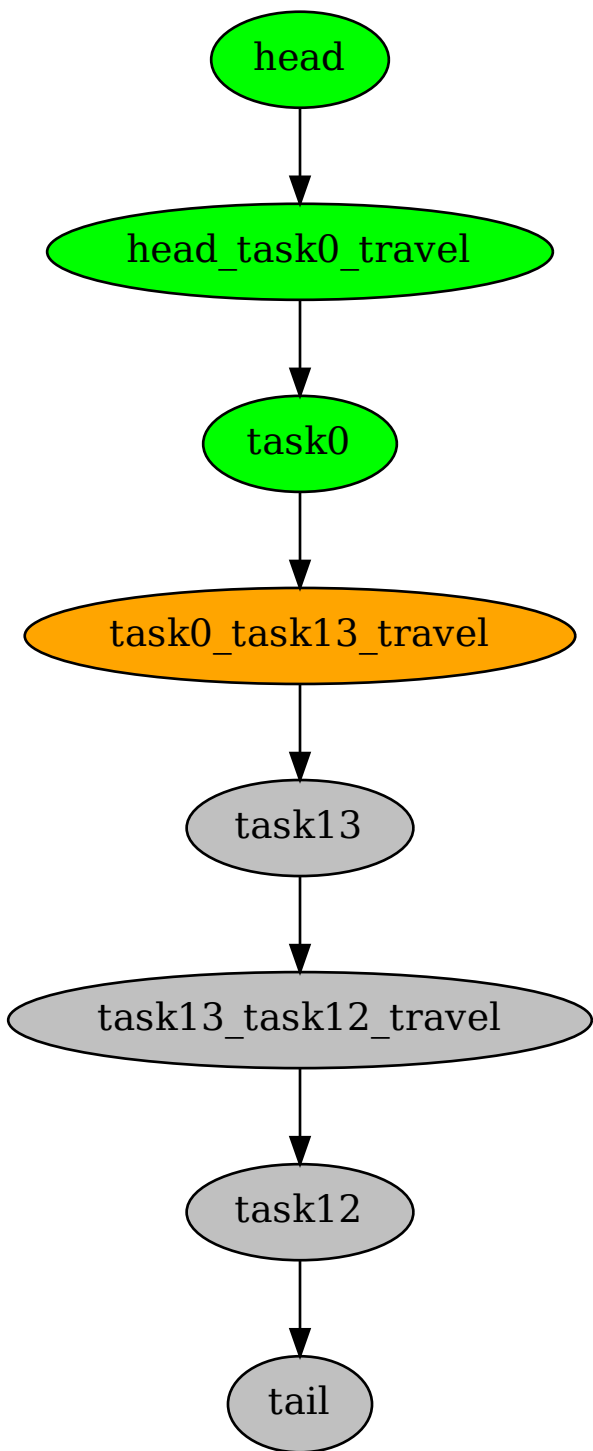 head
head_task0_travel
task0
task0_task13_travel
task13
task13_task12_travel
task12
tail